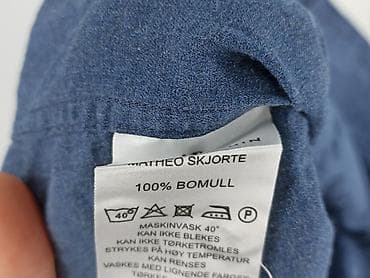 MATHEO SKJORTE
100% BOMULL
40° P
MASKINVASK 40°
KAN IKKE BLEKES
KAN IKKE TØRKETROMLES
STRYKES PÅ HØY TEMPERATUR
KAN RENSES
VASKES MED LIGNENDE FARGER